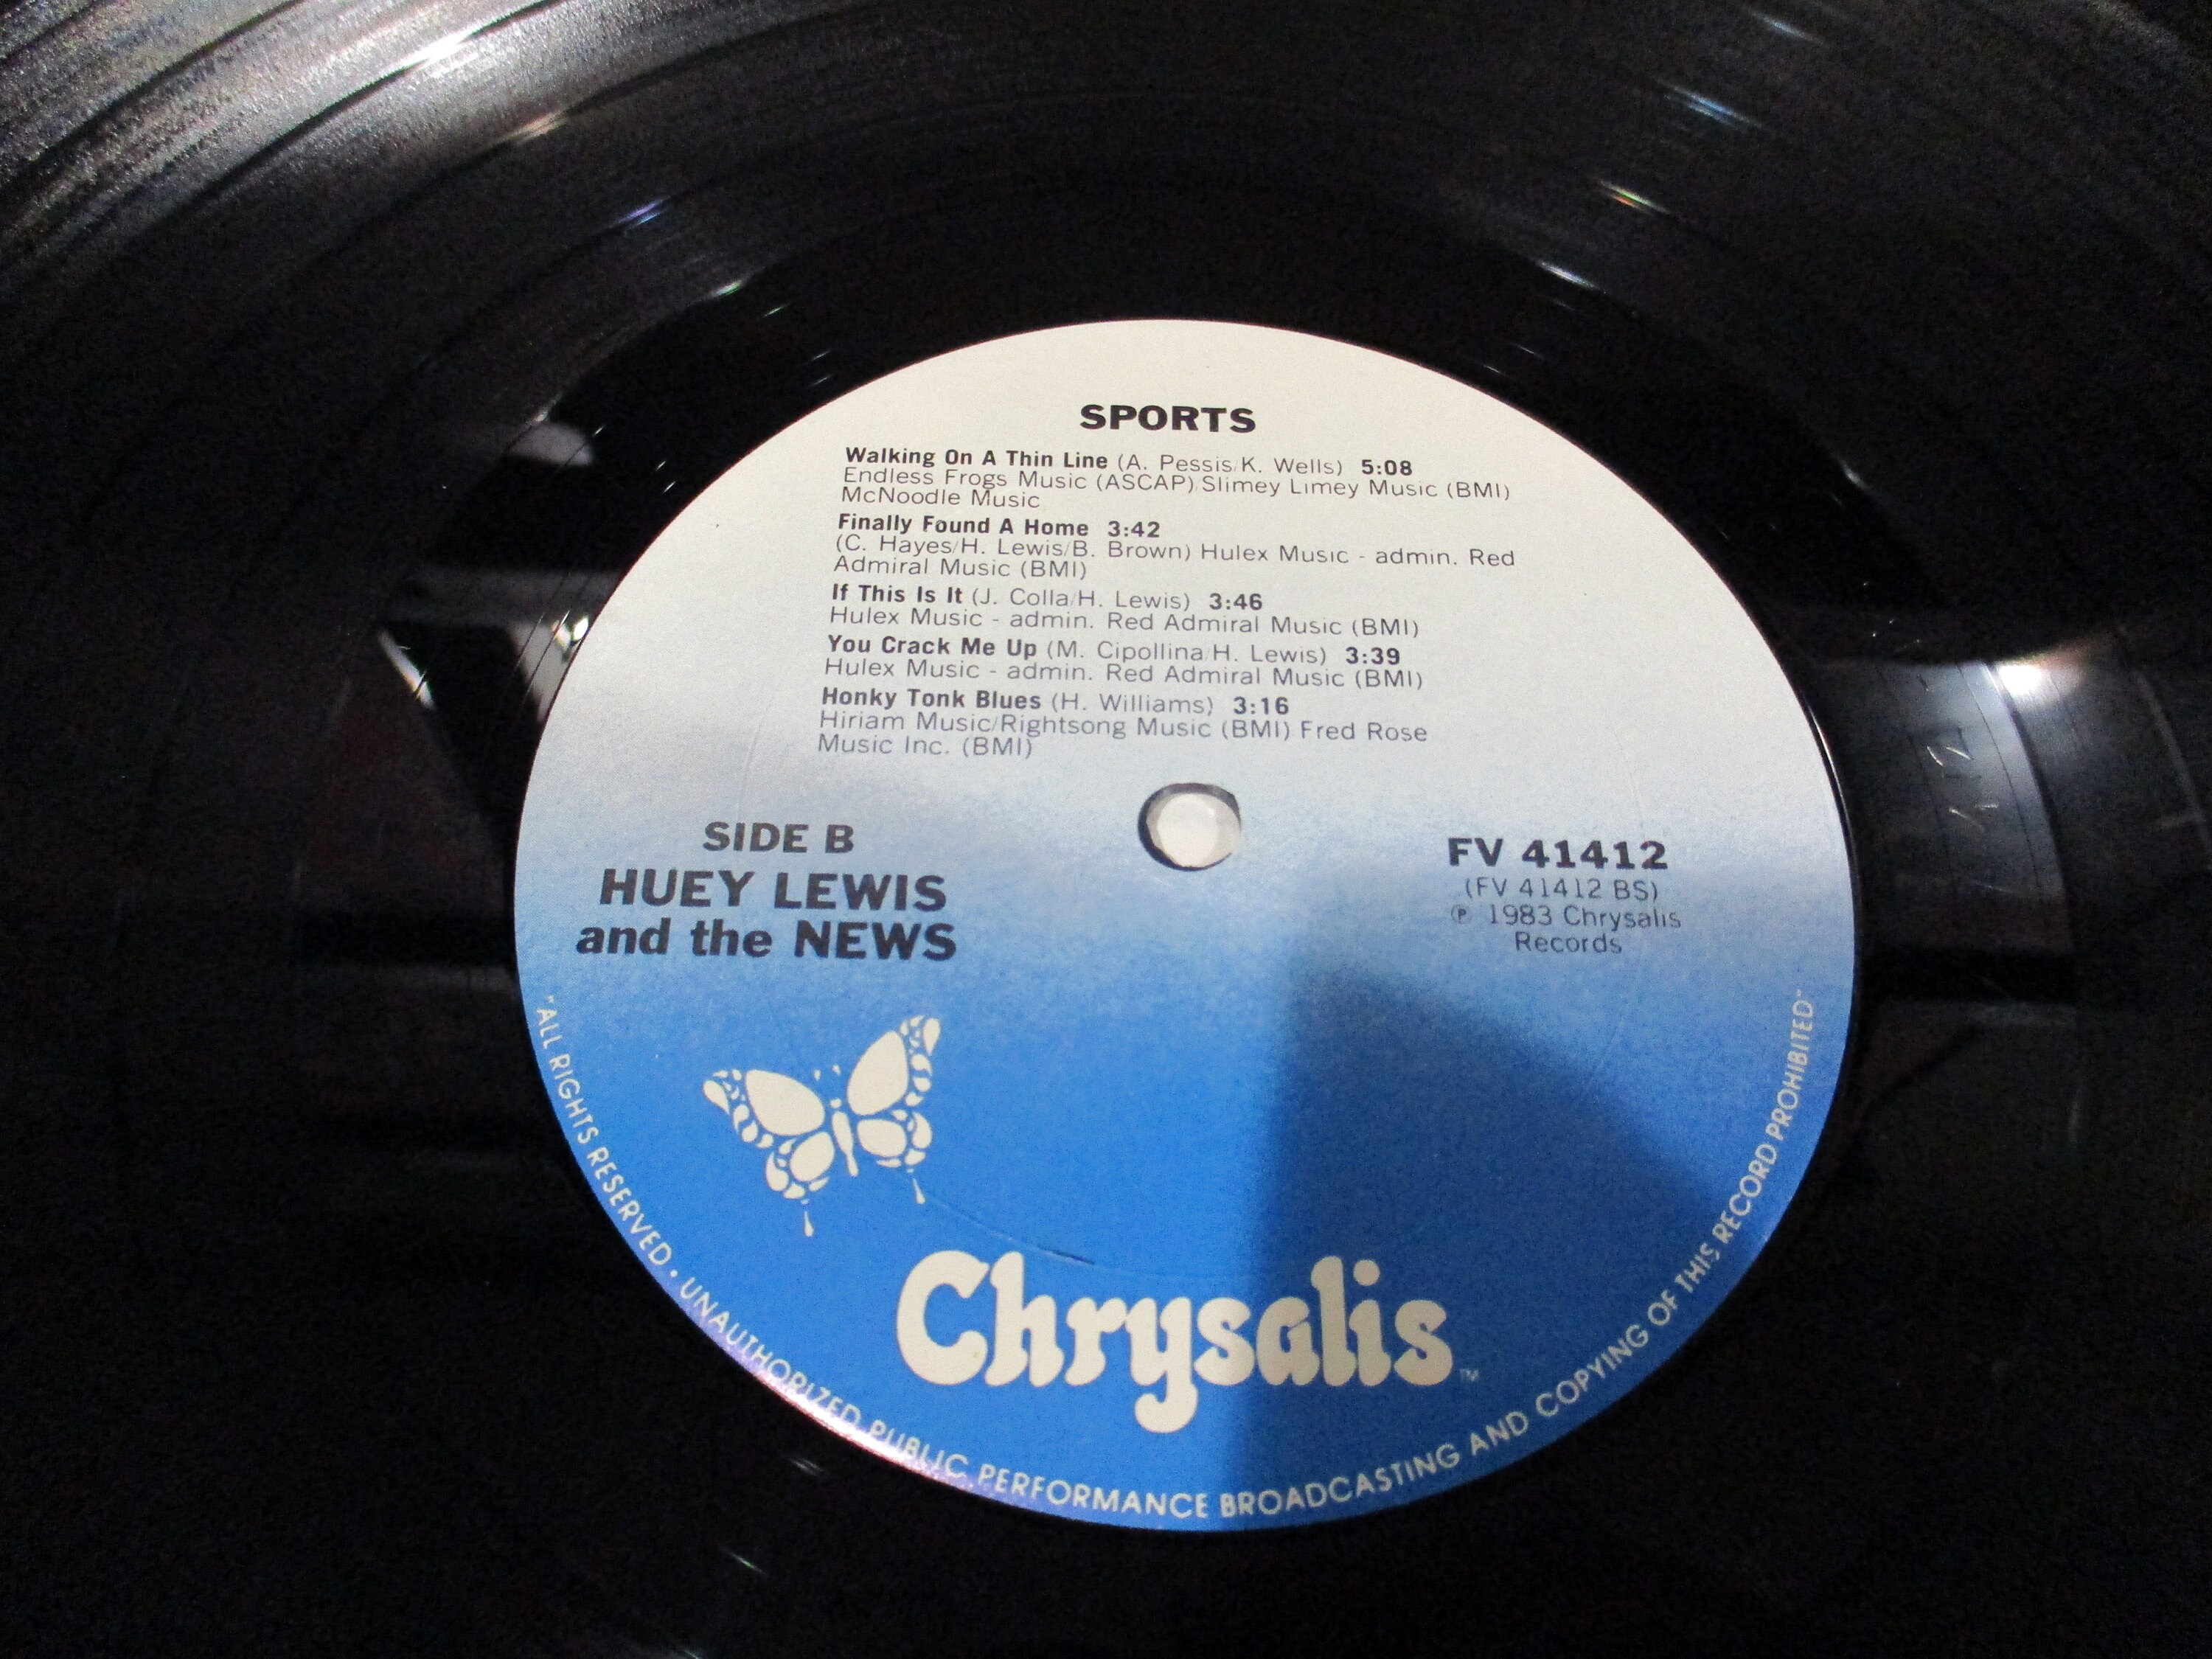 SPORTS
Walking On A Thin Line (A. Pessis/K. Wells) 5:08
Endless Frogs Music (ASCAP)/Slimey Limey Music (BMI)
McNoodle Music
Finally Found A Home 3:42
(C. Hayes/H. Lewis/B. Brown) Hulex Music - admin. Red
Admiral Music (BMI)
If This Is It (J. Colla/H. Lewis) 3:46
Hulex Music - admin. Red Admiral Music (BMI)
You Crack Me Up (M. Cipollina/H. Lewis) 3:39
Hulex Music - admin. Red Admiral Music (BMI)
Honky Tonk Blues (H. Williams) 3:16
Hiriam Music/Rightsong Music (BMI) Fred Rose
Music Inc. (BMI)
SIDE B
HUEY LEWIS
and the NEWS
FV 41412
(FV 41412 BS)
℗ 1983 Chrysalis
Records
Chrysalis™
"ALL RIGHTS RESERVED • UNAUTHORIZED PUBLIC PERFORMANCE BROADCASTING AND COPYING OF THIS RECORD PROHIBITED"